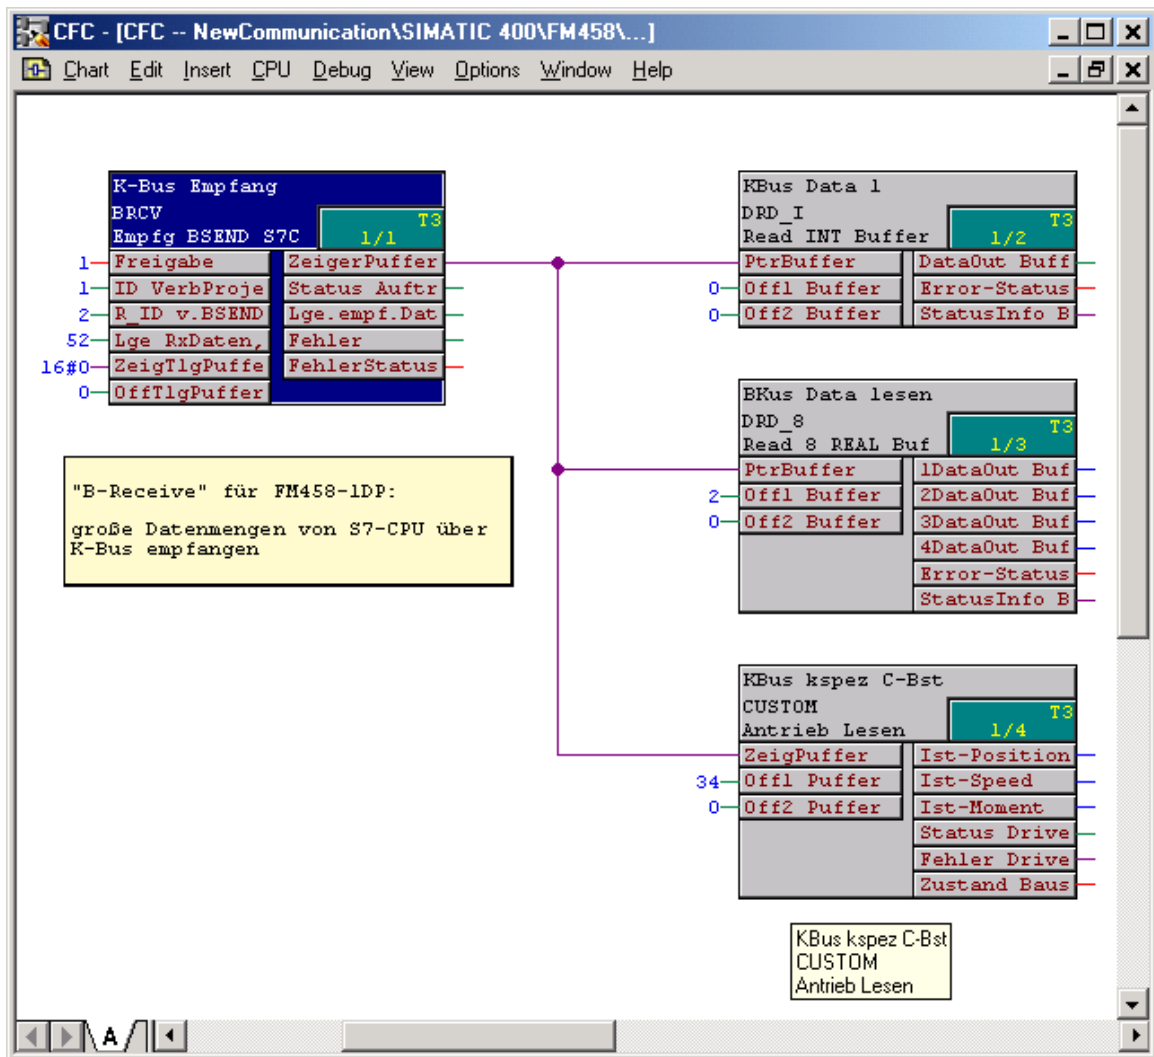 CFC - [CFC -- NewCommunication\SIMATIC 400\FM458\...]
Chart Edit Insert CPU Debug View Options Window Help
K-Bus Empfang
BRCV
T3
Empfg BSEND S7C
1/1
1 Freigabe ZeigerPuffer
1 ID VerbProje Status Auftr
2 R_ID v.BSEND Lge.empf.Dat
52 Lge RxDaten, Fehler
16#0 ZeigTlgPuffe FehlerStatus
0 OffTlgPuffer
"B-Receive" für FM458-1DP:
große Datenmengen von S7-CPU über
K-Bus empfangen
KBus Data 1
DRD_I
T3
Read INT Buffer
1/2
PtrBuffer DataOut Buff
0 Off1 Buffer Error-Status
0 Off2 Buffer StatusInfo B
BKus Data lesen
DRD_8
T3
Read 8 REAL Buf
1/3
PtrBuffer 1DataOut Buf
2 Off1 Buffer 2DataOut Buf
0 Off2 Buffer 3DataOut Buf
4DataOut Buf
Error-Status
StatusInfo B
KBus kspez C-Bst
CUSTOM
T3
Antrieb Lesen
1/4
ZeigPuffer Ist-Position
34 Off1 Puffer Ist-Speed
0 Off2 Puffer Ist-Moment
Status Drive
Fehler Drive
Zustand Baus
KBus kspez C-Bst
CUSTOM
Antrieb Lesen
A